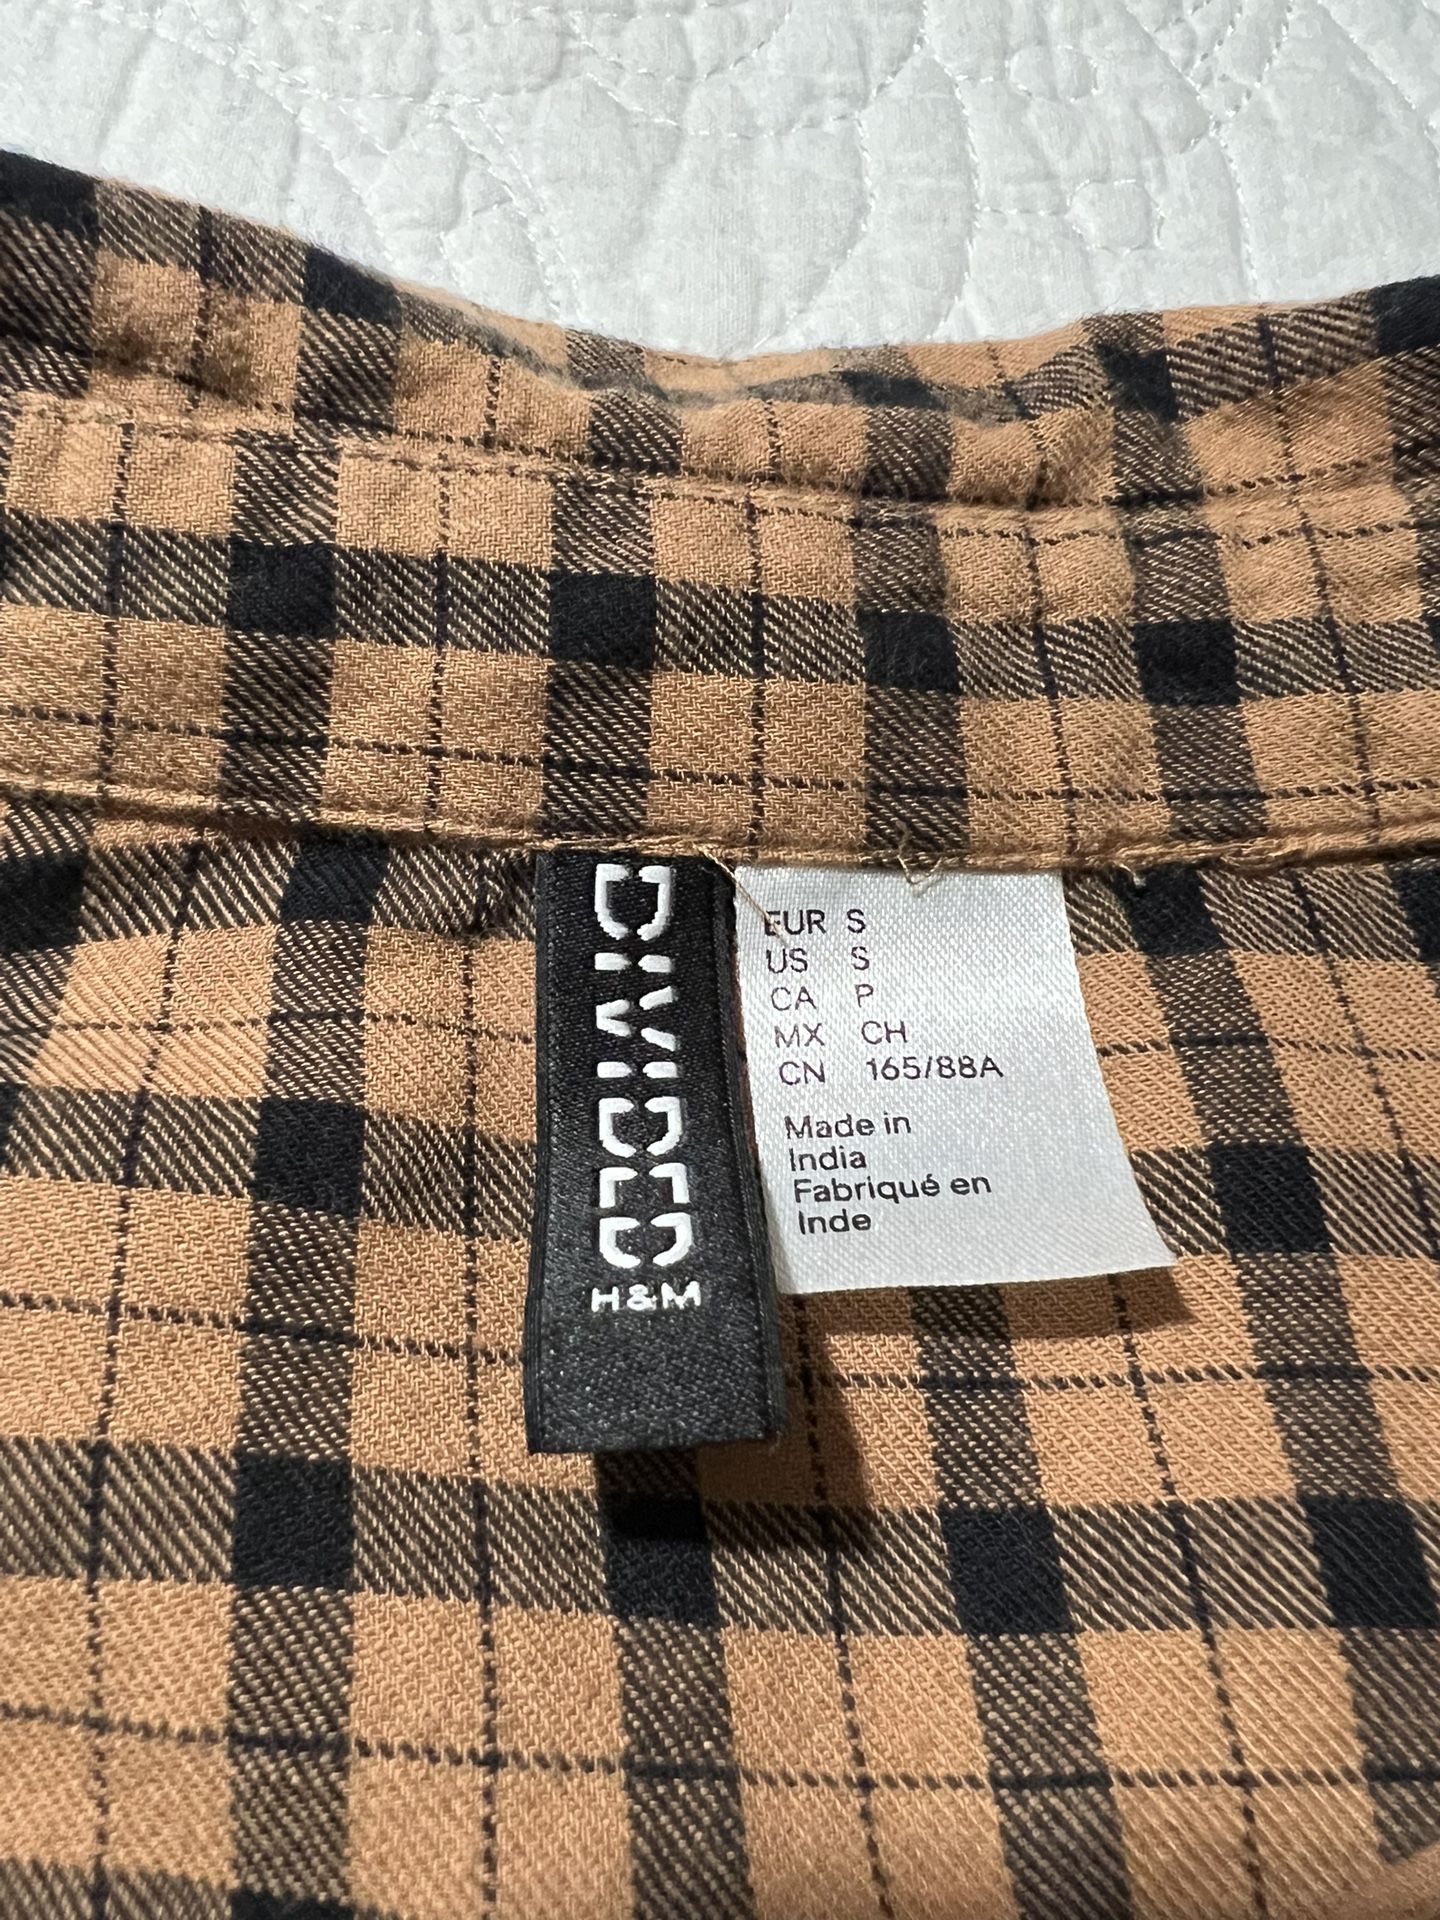 DIVIDED
H&M
EUR S
US S
CA P
MX CH
CN 165/88A
Made in
India
Fabriqué en
Inde